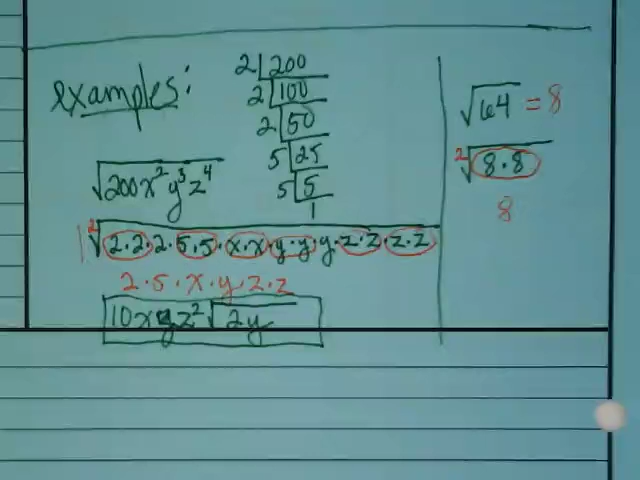 examples:
2 200
2 100
2 50
5 25
5 5
1
√200x²y³z⁴
²√2·2·2·5·5·x·x·y·y·y·z·z·z·z
2·5·x·y·z·z
10xyz²√2y
√64 = 8
²√8·8
8